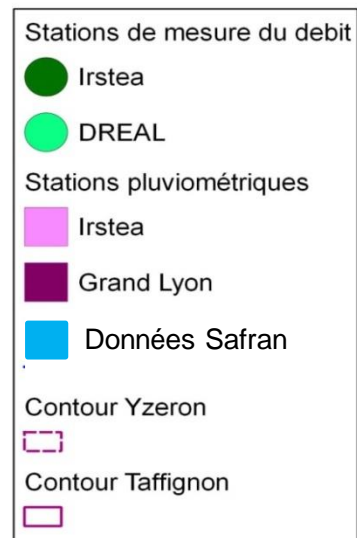 Stations de mesure du debit
Irstea
DREAL
Stations pluviométriques
Irstea
Grand Lyon
Données Safran
Contour Yzeron
Contour Taffignon